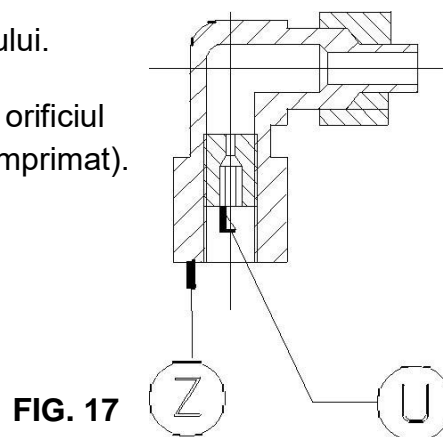 ului.
orificiul
mprimat).
FIG. 17
Z
U